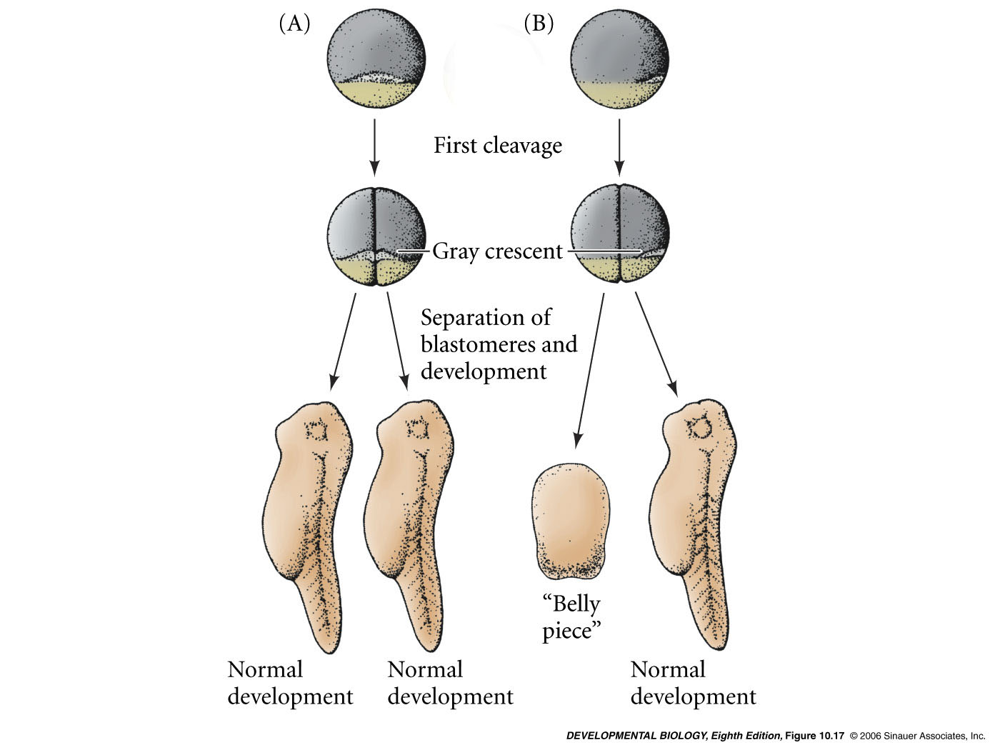 (A)
(B)
First cleavage
Gray crescent
Separation of
blastomeres and
development
“Belly
piece”
Normal
development
Normal
development
Normal
development
DEVELOPMENTAL BIOLOGY, Eighth Edition, Figure 10.17 © 2006 Sinauer Associates, Inc.